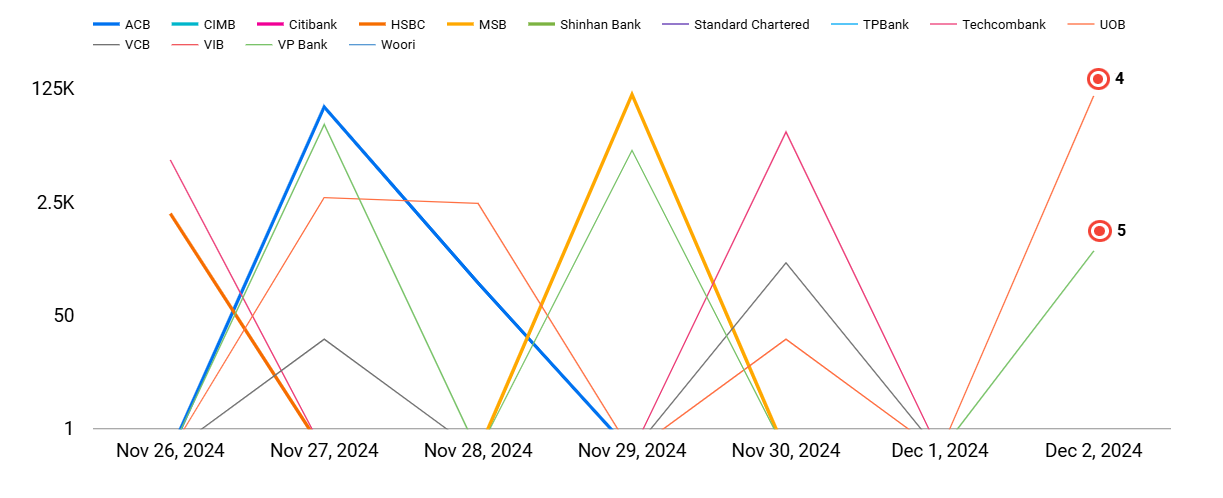 ACB CIMB Citibank HSBC MSB Shinhan Bank Standard Chartered TPBank Techcombank UOB
VCB VIB VP Bank Woori
125K
4
2.5K
5
50
1
Nov 26, 2024 Nov 27, 2024 Nov 28, 2024 Nov 29, 2024 Nov 30, 2024 Dec 1, 2024 Dec 2, 2024